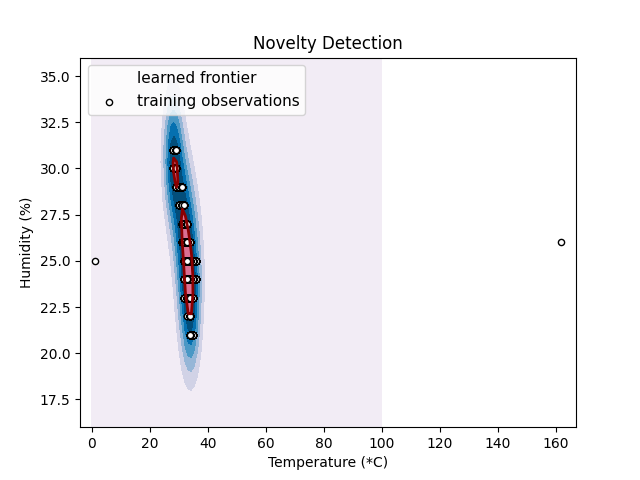 Novelty Detection
learned frontier
training observations
35.0
32.5
30.0
27.5
25.0
22.5
20.0
17.5
Humidity (%)
0 20 40 60 80 100 120 140 160
Temperature (*C)